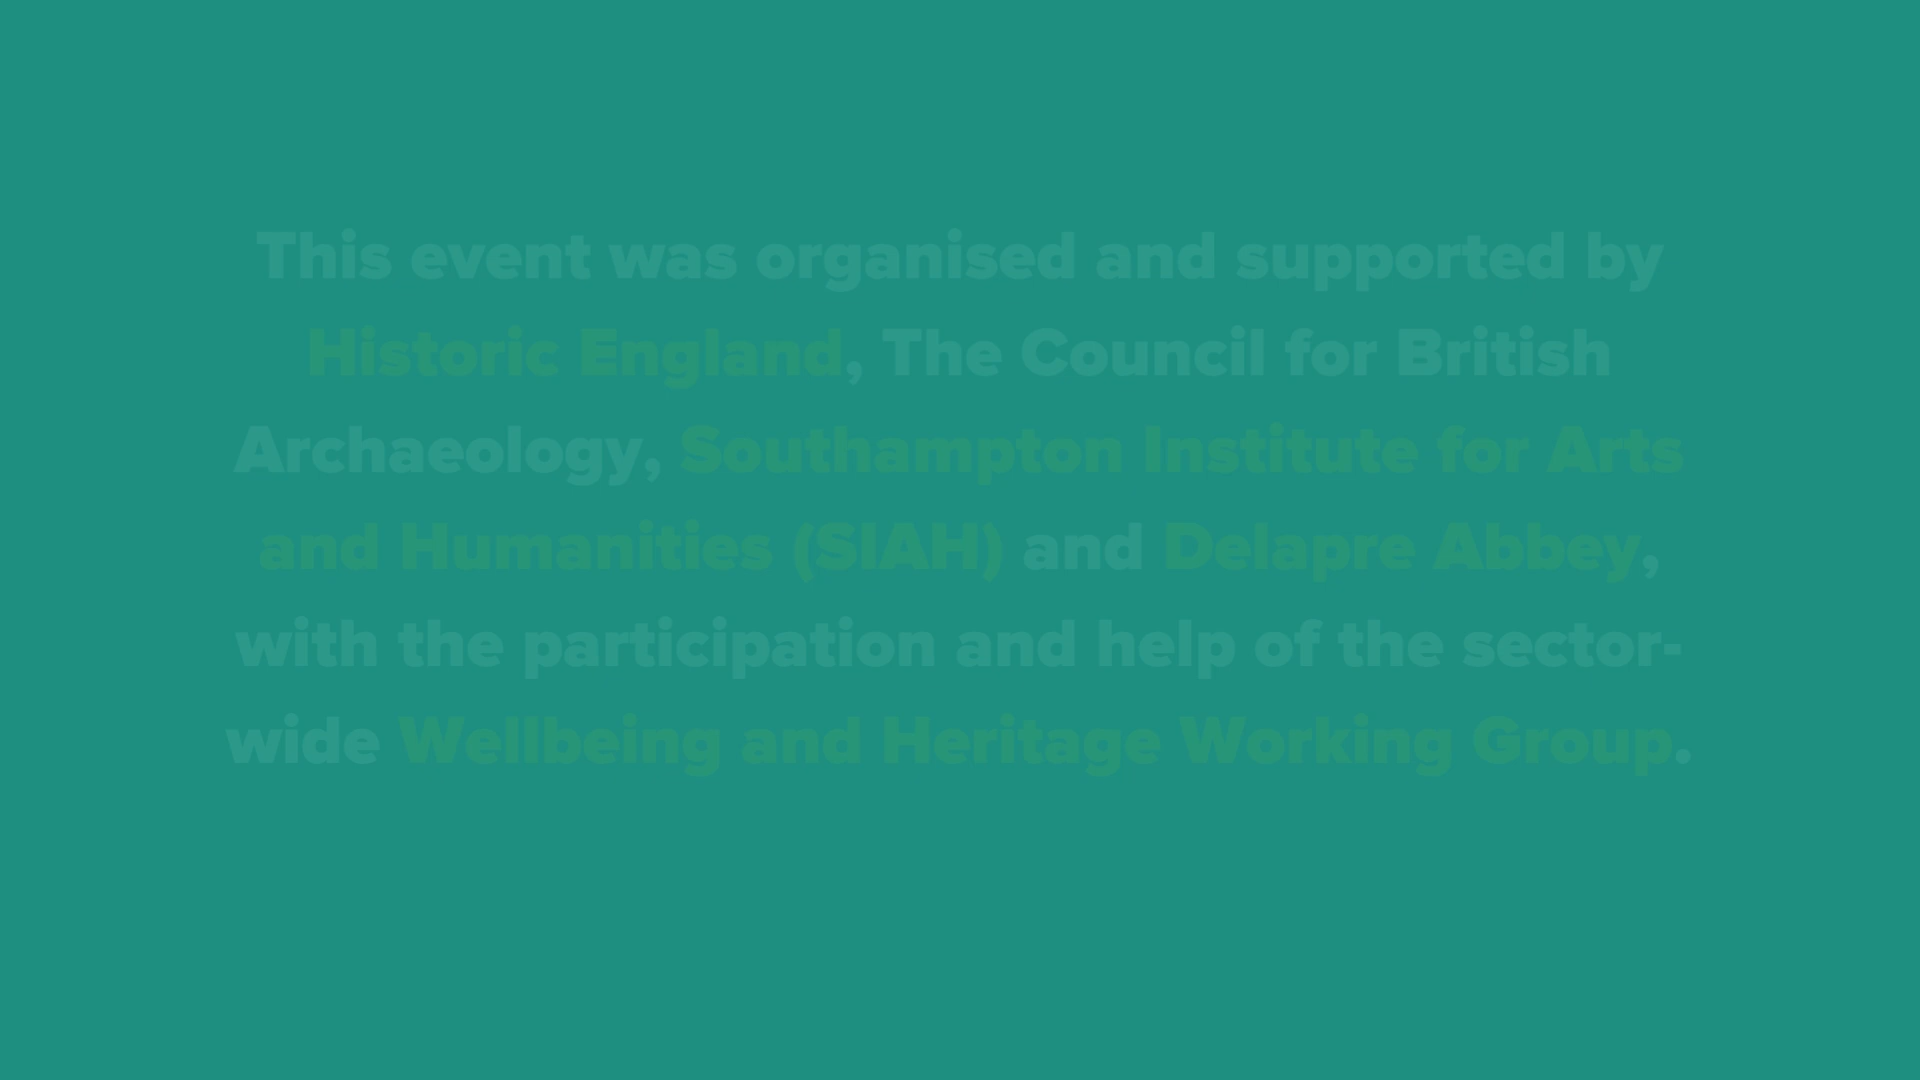 This event was organised and supported by
Historic England, The Council for British
Archaeology, Southampton Institute for Arts
and Humanities (SIAH) and Delapre Abbey,
with the participation and help of the sector-
wide Wellbeing and Heritage Working Group.